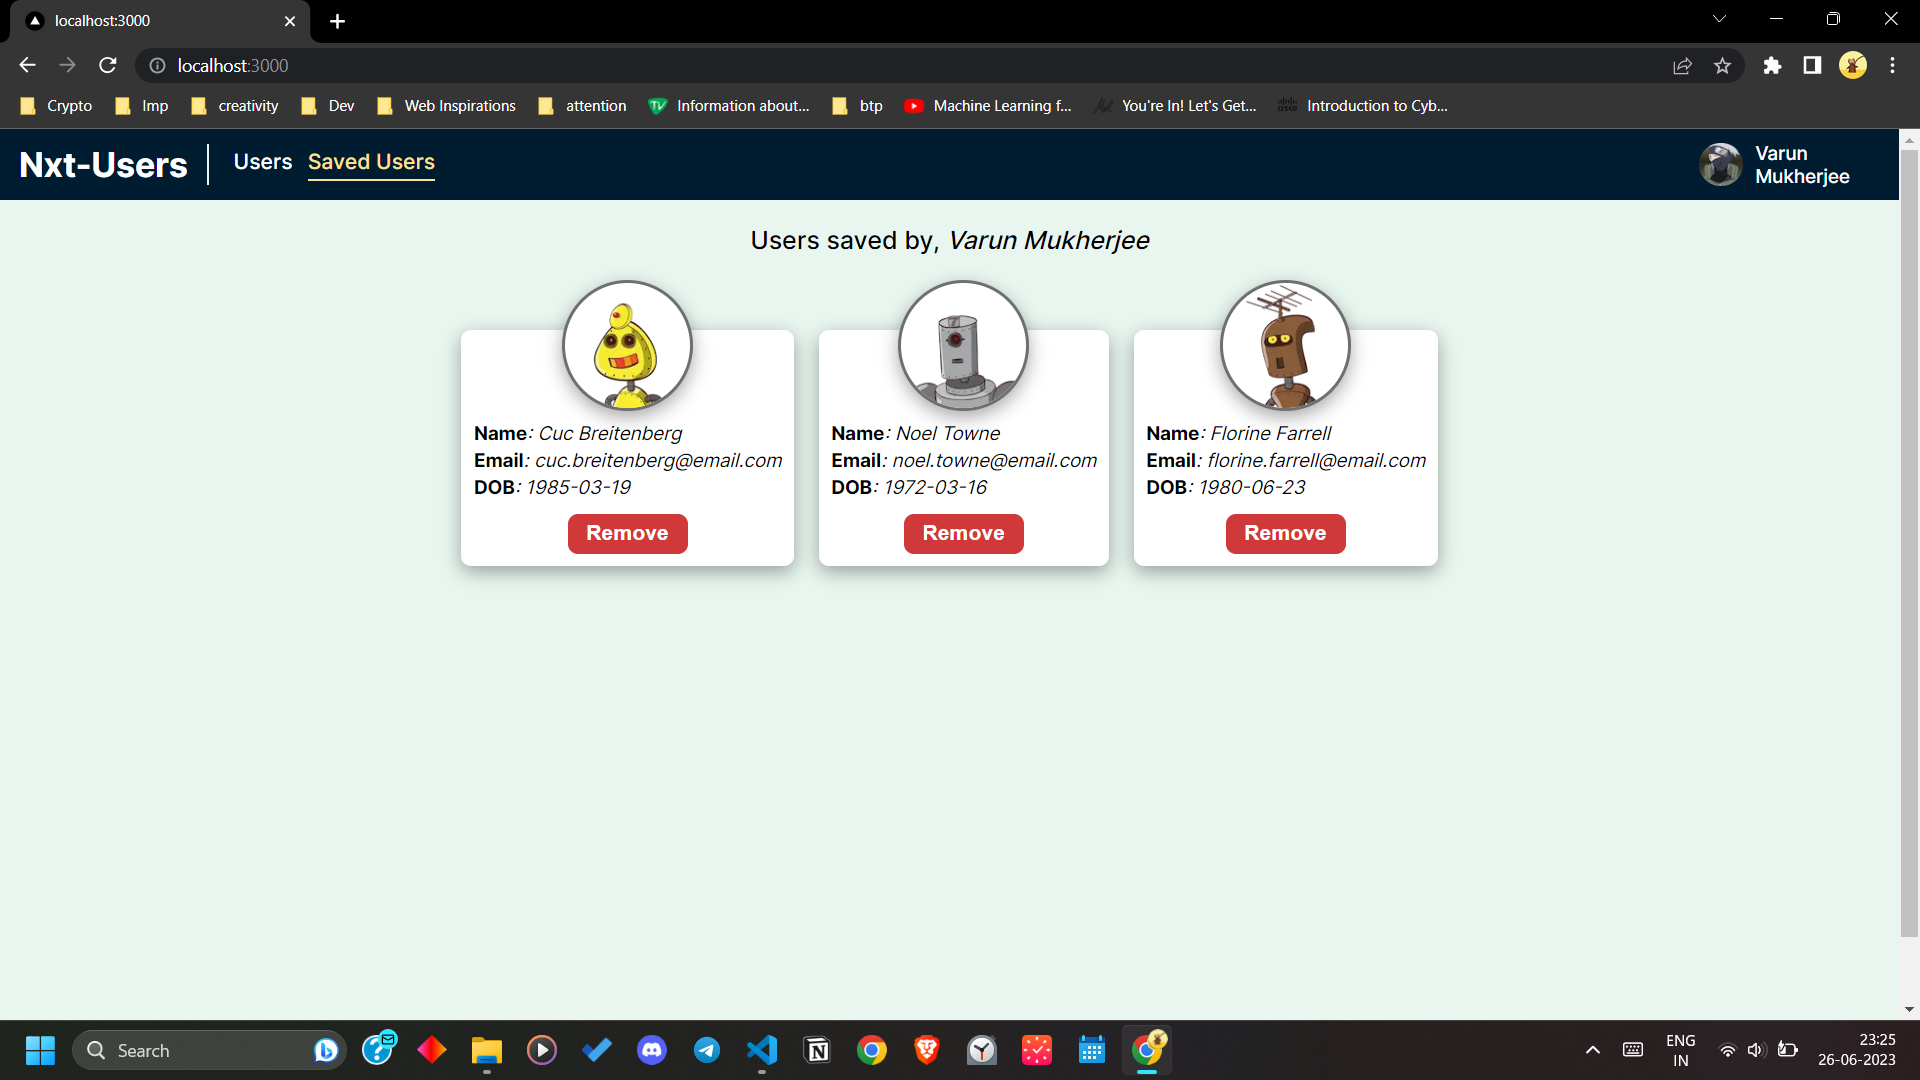 localhost:3000
localhost:3000
Crypto Imp creativity Dev Web Inspirations attention Information about... btp Machine Learning f... You're In! Let's Get... Introduction to Cyb...
Nxt-Users Users Saved Users
Varun
Mukherjee
Users saved by, Varun Mukherjee
Name: Cuc Breitenberg
Email: cuc.breitenberg@email.com
DOB: 1985-03-19
Remove
Name: Noel Towne
Email: noel.towne@email.com
DOB: 1972-03-16
Remove
Name: Florine Farrell
Email: florine.farrell@email.com
DOB: 1980-06-23
Remove
Search
ENG
IN
23:25
26-06-2023